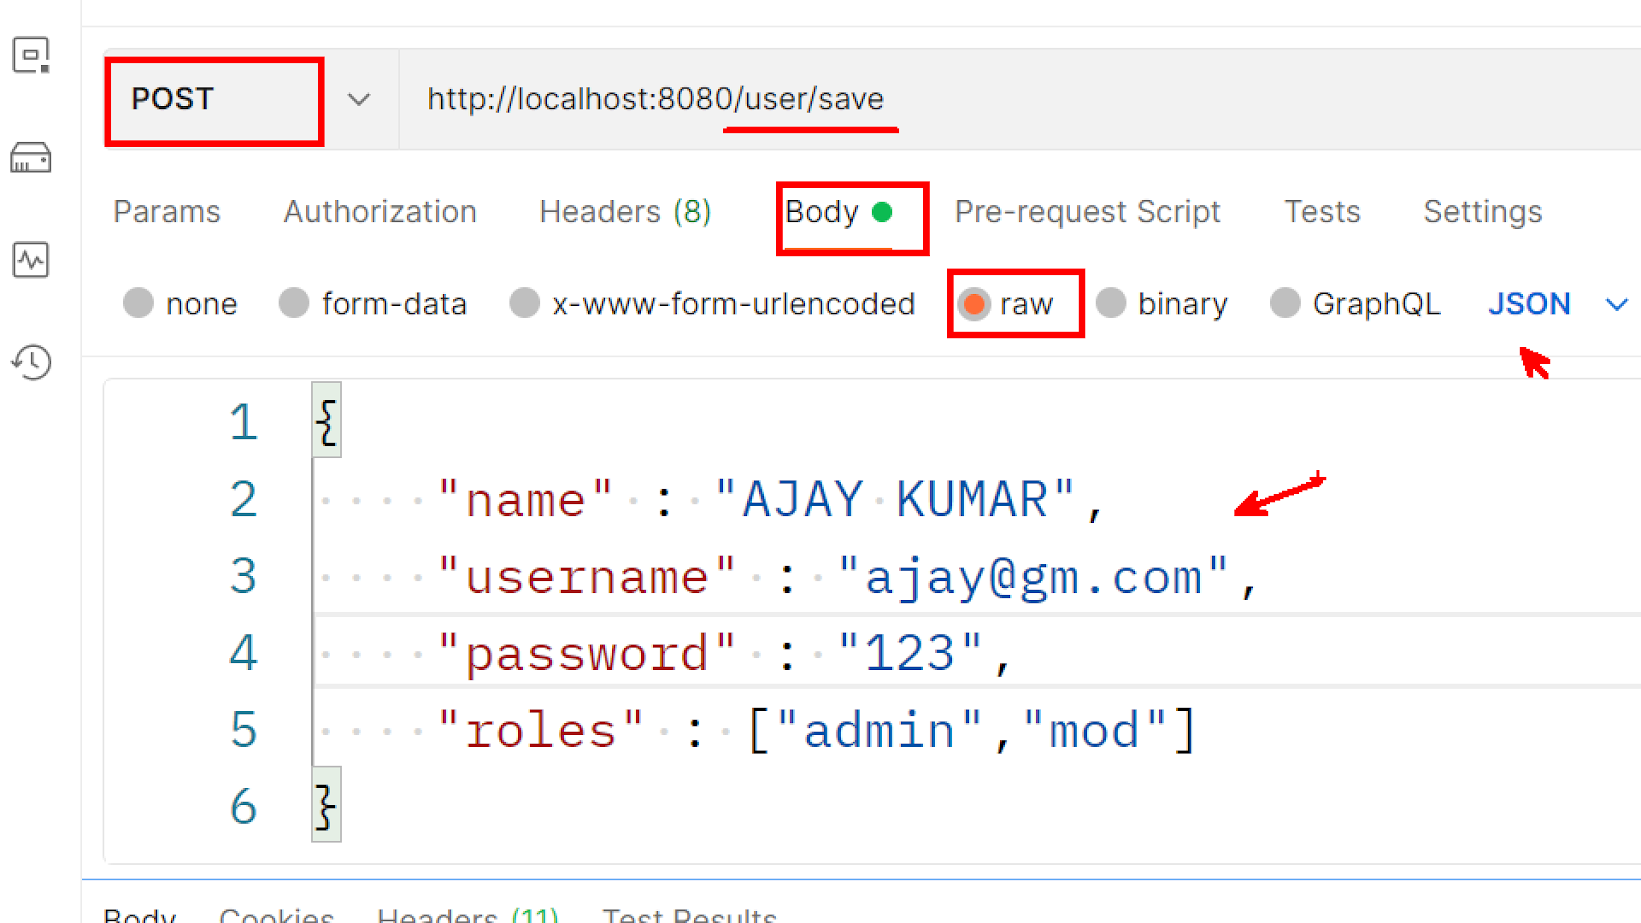 POST http://localhost:8080/user/save
Params Authorization Headers (8) Body Pre-request Script Tests Settings
none form-data x-www-form-urlencoded raw binary GraphQL JSON
1 {
2 "name" : "AJAY KUMAR",
3 "username" : "ajay@gm.com",
4 "password" : "123",
5 "roles" : ["admin","mod"]
6 }
Body Cookies Headers (11) Test Results